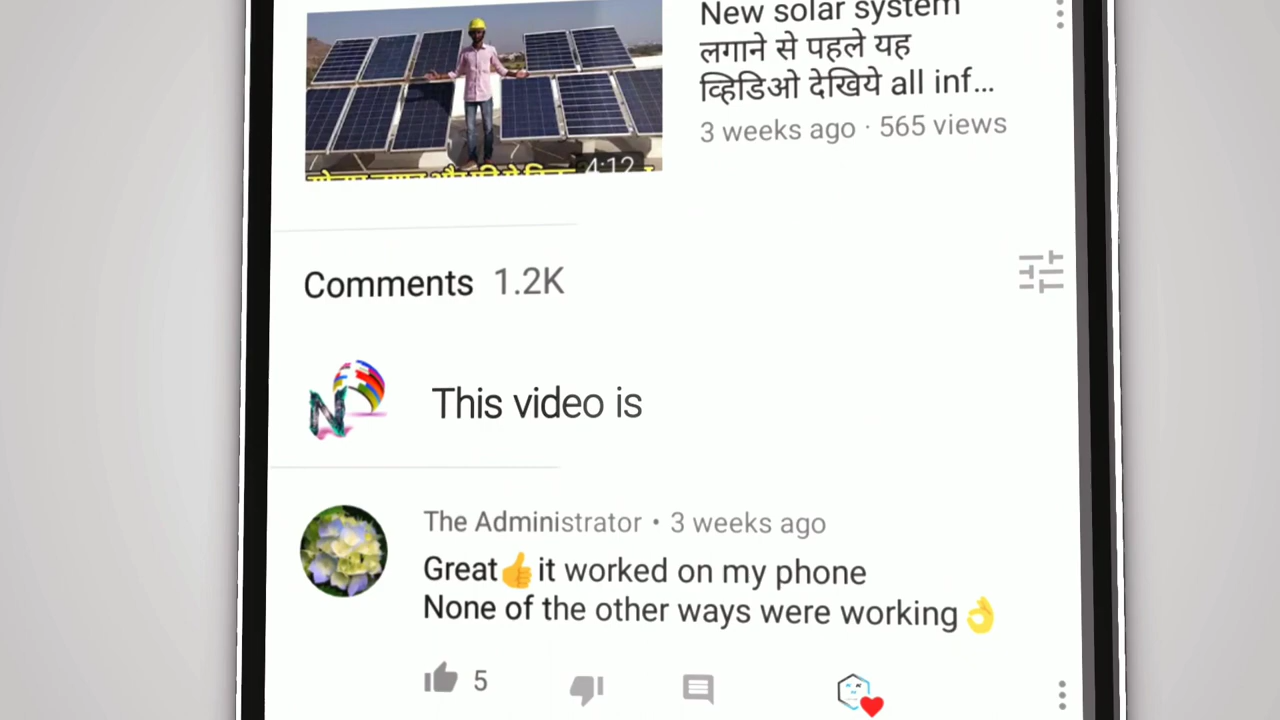 New solar system
लगाने से पहले यह
व्हिडिओ देखिये all inf...
3 weeks ago · 565 views
4:12
Comments 1.2K
N
This video is
The Administrator • 3 weeks ago
Great👍it worked on my phone
None of the other ways were working👌
5